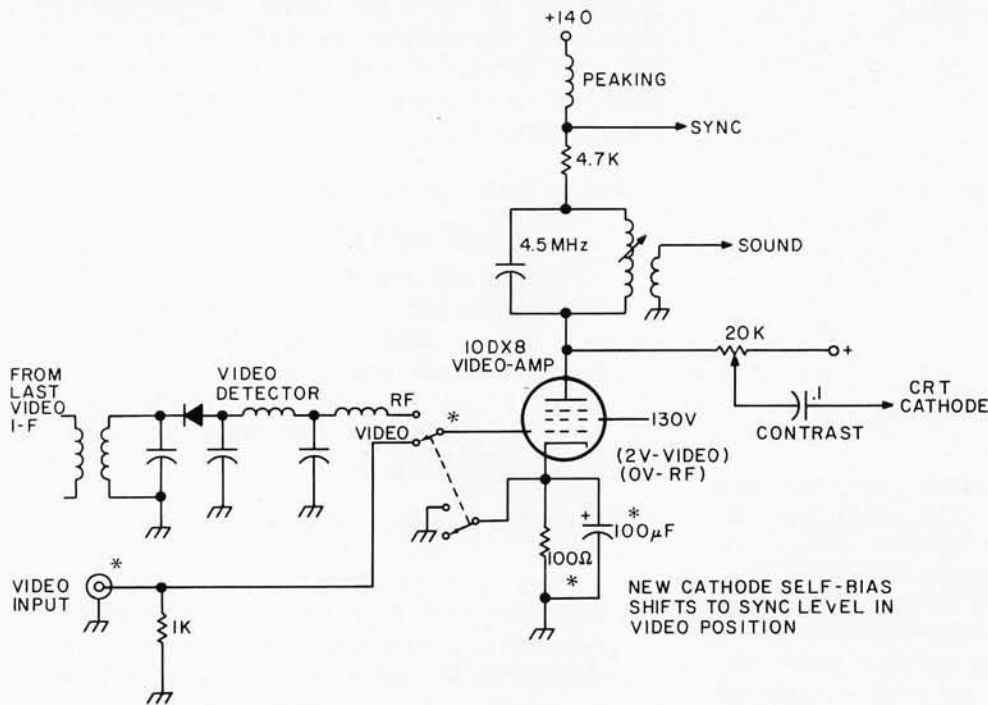 +140
PEAKING
SYNC
4.7K
4.5MHz
SOUND
10DX8
VIDEO-AMP
20K
+
FROM
LAST
VIDEO
I-F
VIDEO
DETECTOR
RF
VIDEO
*
130V
.1
CRT
CATHODE
CONTRAST
(2V-VIDEO)
(0V-RF)
+
*
100µF
100Ω
*
VIDEO
INPUT
*
1K
NEW CATHODE SELF-BIAS
SHIFTS TO SYNC LEVEL IN
VIDEO POSITION